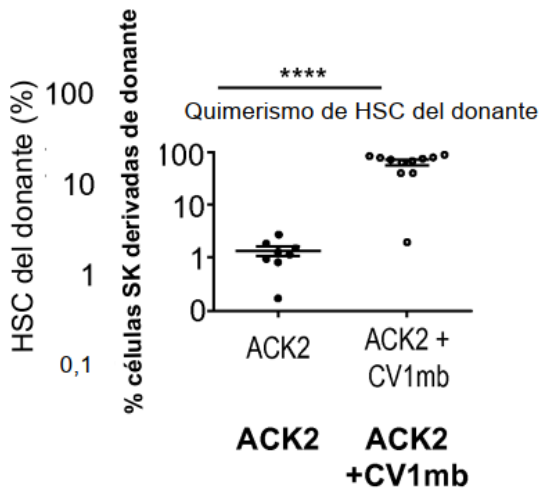 HSC del donante (%)
100
10
1
0,1
% células SK derivadas de donante
****
Quimerismo de HSC del donante
100
10
1
0
ACK2
ACK2 +
CV1mb
ACK2
ACK2
+CV1mb